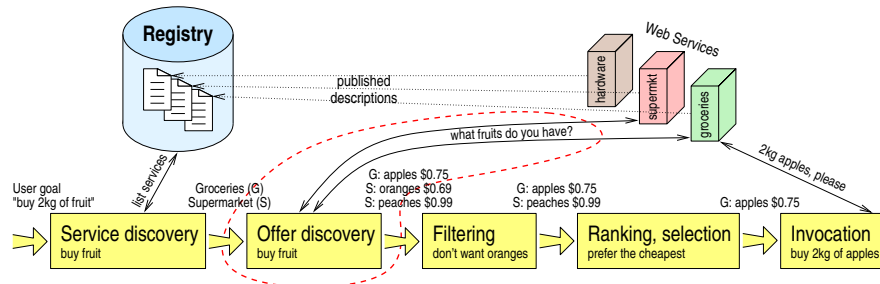 Registry
Web Services
hardware
supermkt
groceries
published
descriptions
what fruits do you have?
list services
2kg apples, please
User goal
"buy 2kg of fruit"
Groceries (G)
Supermarket (S)
G: apples $0.75
S: oranges $0.69
S: peaches $0.99
G: apples $0.75
S: peaches $0.99
G: apples $0.75
Service discovery
buy fruit
Offer discovery
buy fruit
Filtering
don't want oranges
Ranking, selection
prefer the cheapest
Invocation
buy 2kg of apples